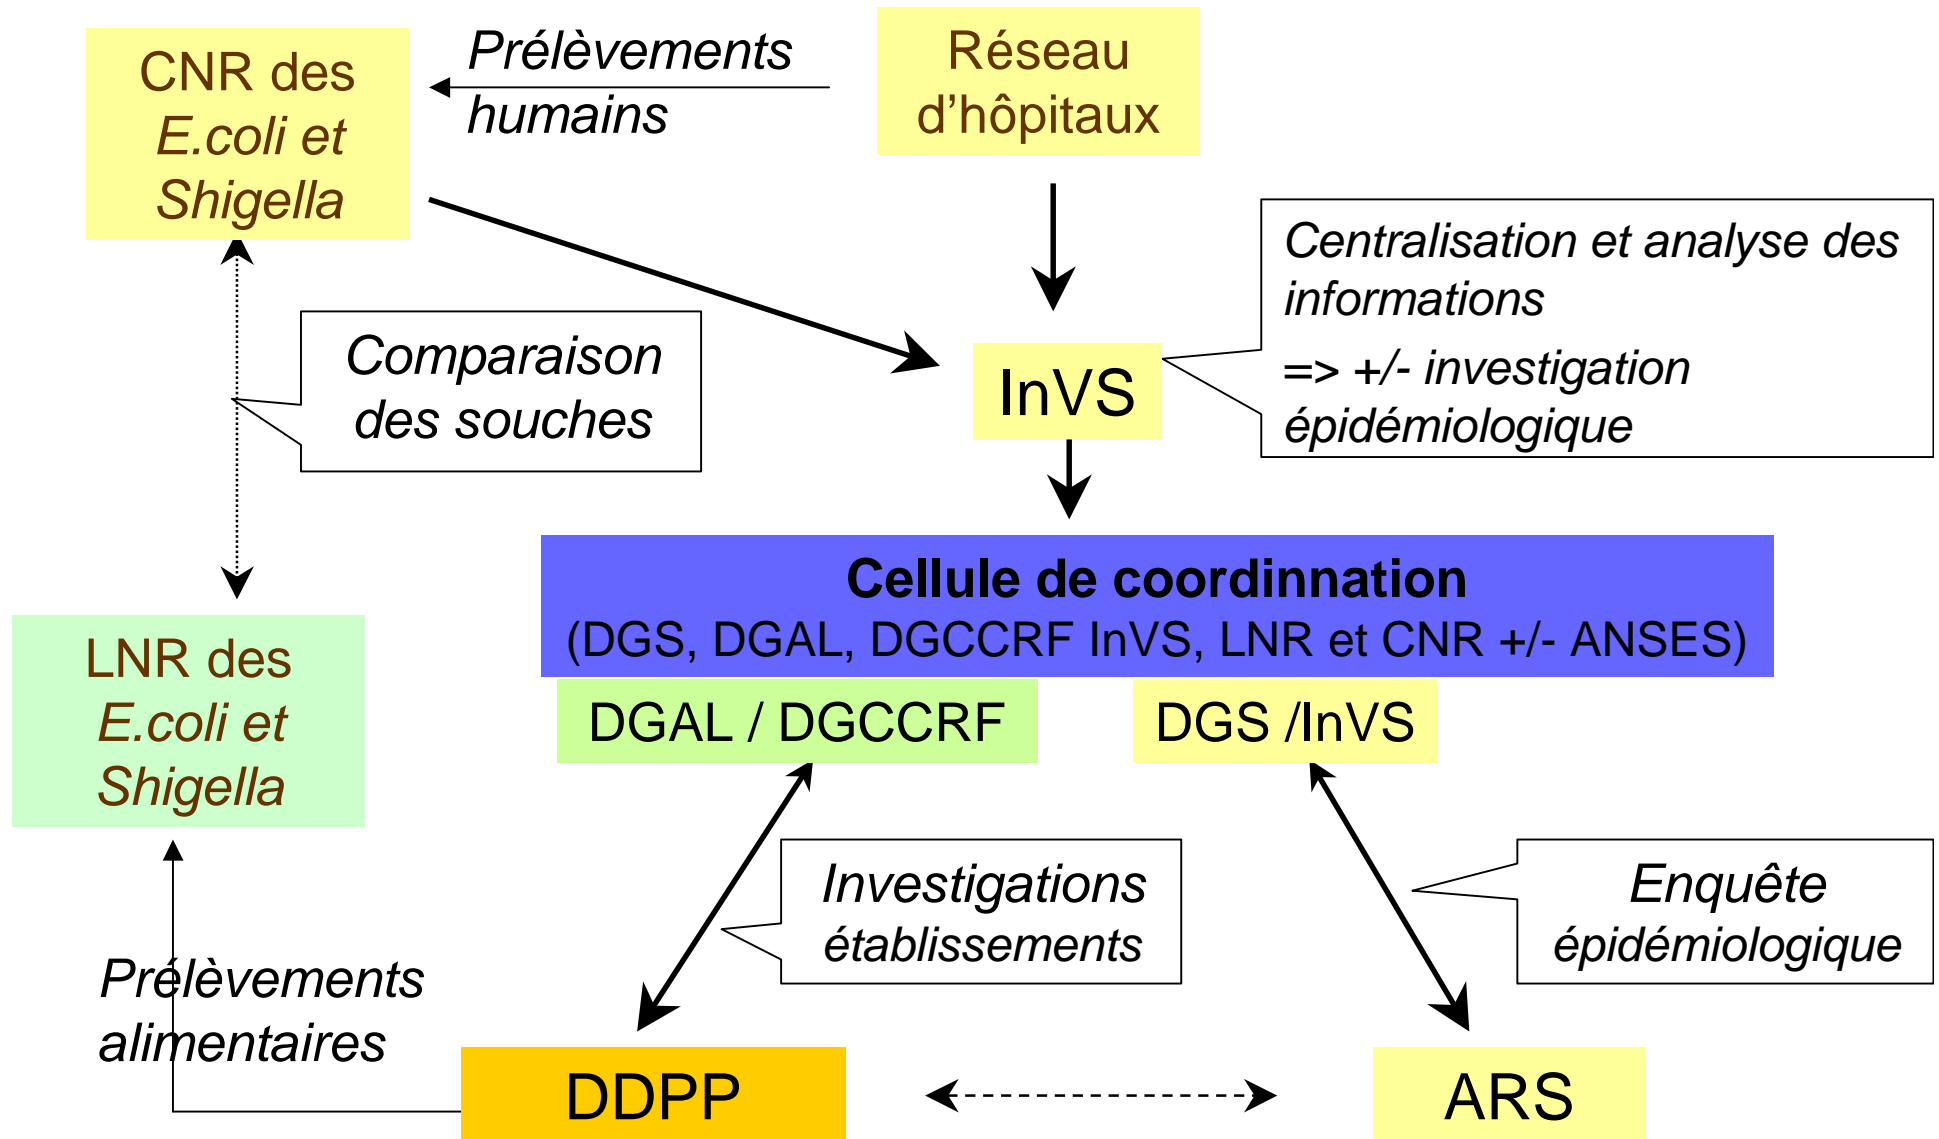 CNR des
E.coli et
Shigella
Prélèvements
humains
Réseau
d'hôpitaux
Centralisation et analyse des
informations
=> +/- investigation
épidémiologique
Comparaison
des souches
InVS
Cellule de coordinnation
(DGS, DGAL, DGCCRF InVS, LNR et CNR +/- ANSES)
LNR des
E.coli et
Shigella
DGAL / DGCCRF
DGS /InVS
Investigations
établissements
Enquête
épidémiologique
Prélèvements
alimentaires
DDPP
ARS